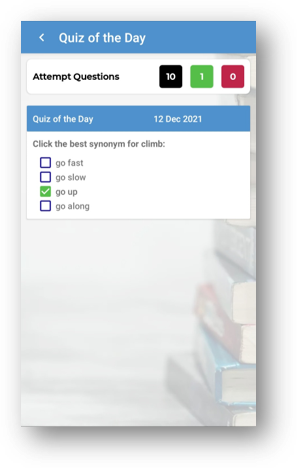 Quiz of the Day
Attempt Questions 10 1 0
Quiz of the Day 12 Dec 2021
Click the best synonym for climb:
go fast
go slow
go up
go along